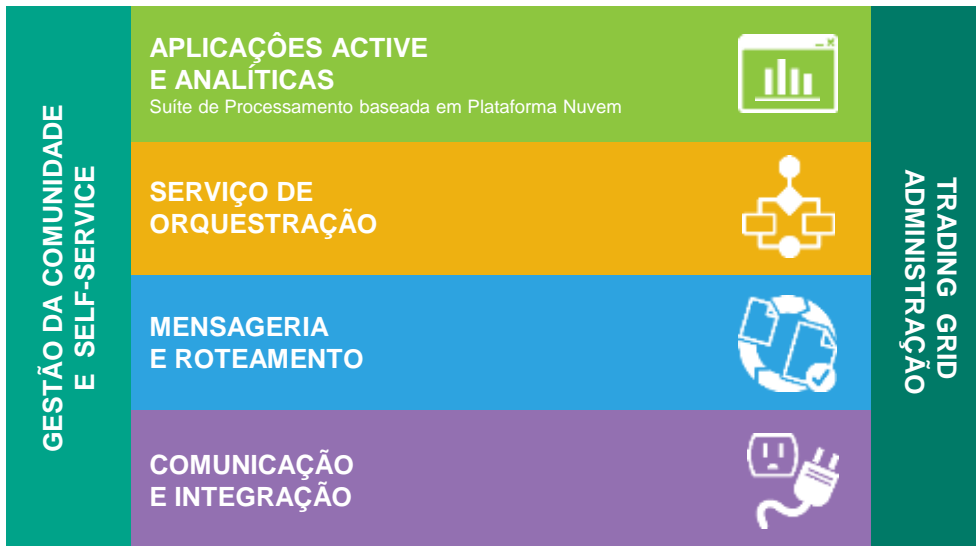 GESTÃO DA COMUNIDADE
E SELF-SERVICE
APLICAÇÔES ACTIVE
E ANALÍTICAS
Suíte de Processamento baseada em Plataforma Nuvem
SERVIÇO DE
ORQUESTRAÇÃO
MENSAGERIA
E ROTEAMENTO
COMUNICAÇÃO
E INTEGRAÇÃO
TRADING GRID
ADMINISTRAÇÃO